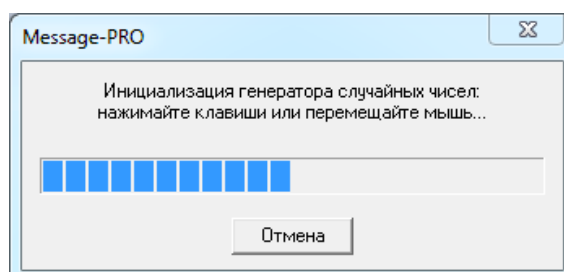 Message-PRO
Инициализация генератора случайных чисел:
нажимайте клавиши или перемещайте мышь...
Отмена